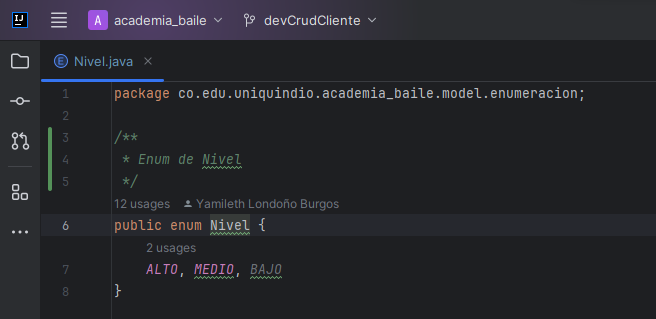 IJ
A academia_baile devCrudCliente
Nivel.java
1 package co.edu.uniquindio.academia_baile.model.enumeracion;
2
3 /**
4 * Enum de Nivel
5 */
12 usages Yamileth Londoño Burgos
6 public enum Nivel {
2 usages
7 ALTO, MEDIO, BAJO
8 }